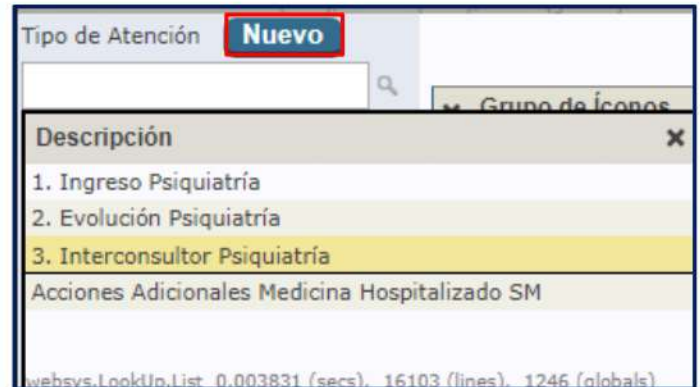 Tipo de Atención Nuevo
Grupo de Íconos
Descripción
1. Ingreso Psiquiatría
2. Evolución Psiquiatría
3. Interconsultor Psiquiatría
Acciones Adicionales Medicina Hospitalizado SM
websys.LookUp.List 0.003831 (secs), 16103 (lines), 1246 (globals)